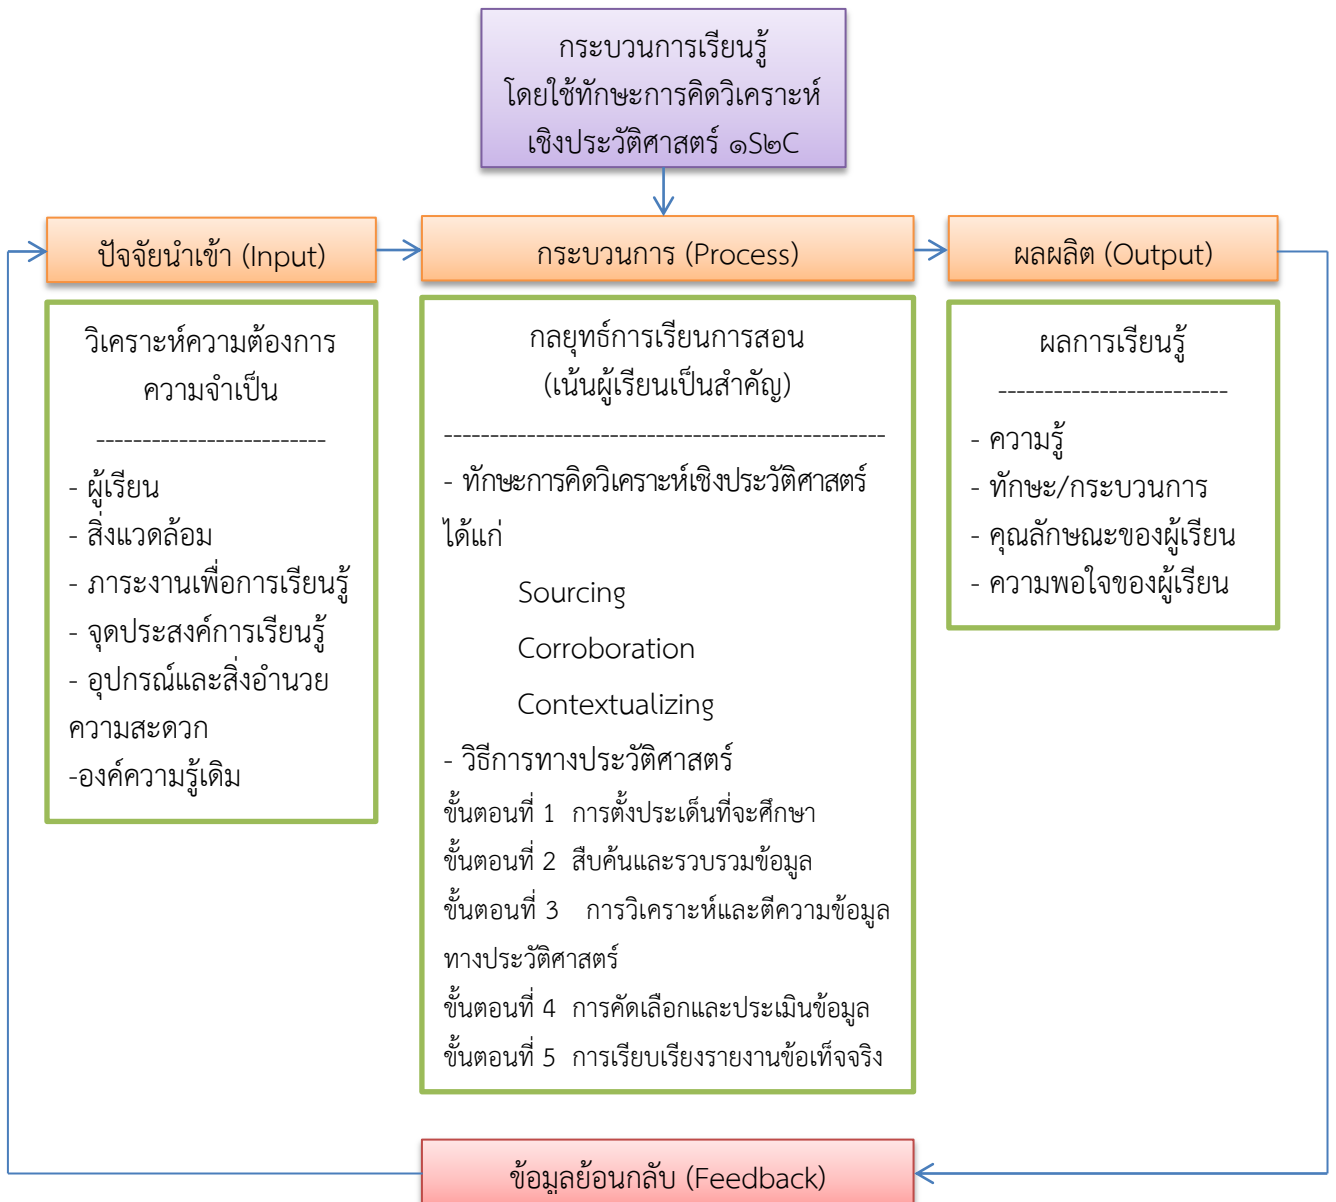 กระบวนการเรียนรู้
โดยใช้ทักษะการคิดวิเคราะห์
เชิงประวัติศาสตร์ ๑S๒C
ปัจจัยนำเข้า (Input)
กระบวนการ (Process)
ผลผลิต (Output)
วิเคราะห์ความต้องการ
ความจำเป็น
-------------------------
- ผู้เรียน
- สิ่งแวดล้อม
- ภาระงานเพื่อการเรียนรู้
- จุดประสงค์การเรียนรู้
- อุปกรณ์และสิ่งอำนวย
ความสะดวก
-องค์ความรู้เดิม
กลยุทธ์การเรียนการสอน
(เน้นผู้เรียนเป็นสำคัญ)
------------------------------------------------
- ทักษะการคิดวิเคราะห์เชิงประวัติศาสตร์
ได้แก่
Sourcing
Corroboration
Contextualizing
- วิธีการทางประวัติศาสตร์
ขั้นตอนที่ 1 การตั้งประเด็นที่จะศึกษา
ขั้นตอนที่ 2 สืบค้นและรวบรวมข้อมูล
ขั้นตอนที่ 3 การวิเคราะห์และตีความข้อมูล
ทางประวัติศาสตร์
ขั้นตอนที่ 4 การคัดเลือกและประเมินข้อมูล
ขั้นตอนที่ 5 การเรียบเรียงรายงานข้อเท็จจริง
ผลการเรียนรู้
-------------------------
- ความรู้
- ทักษะ/กระบวนการ
- คุณลักษณะของผู้เรียน
- ความพอใจของผู้เรียน
ข้อมูลย้อนกลับ (Feedback)